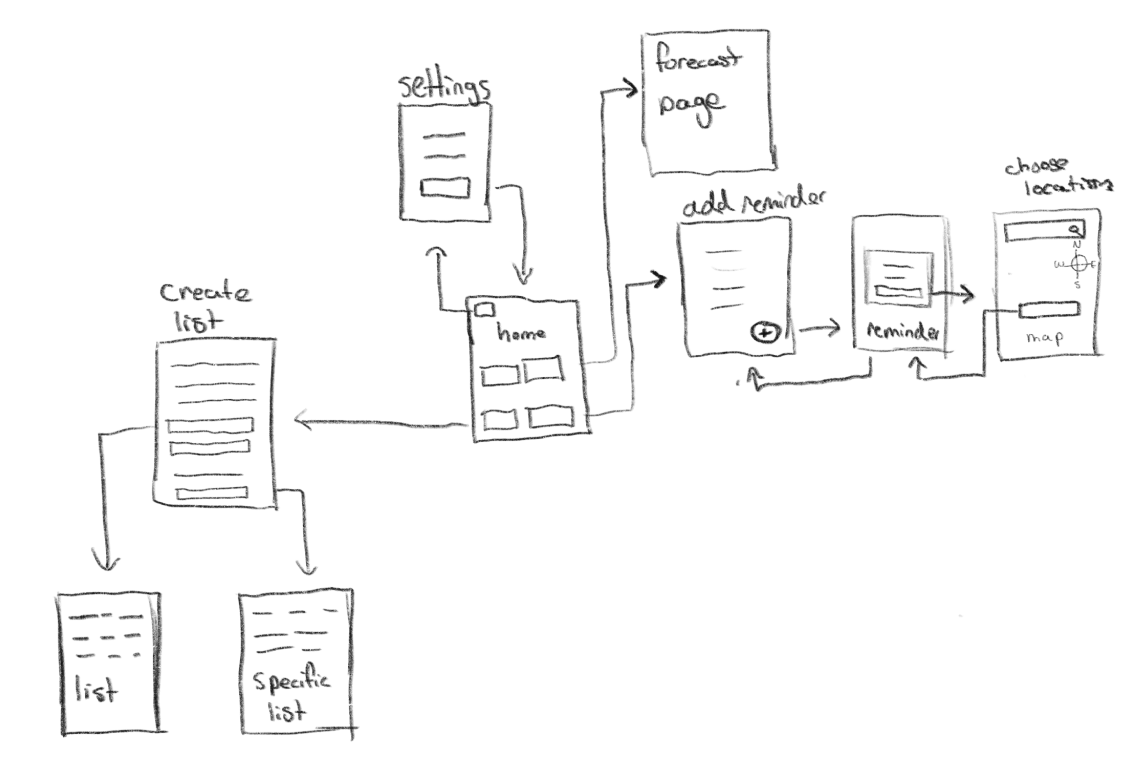 forecast
page
settings
choose
locations
add reminder
N
W
E
S
create
list
home
reminder
map
list
specific
list